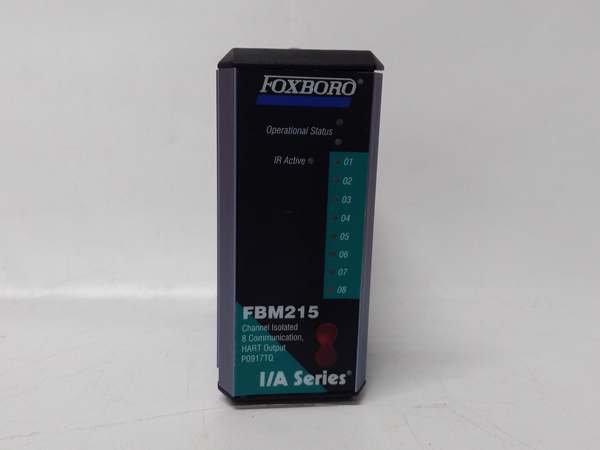 FOXBORO®
Operational Status
IR Active
01
02
03
04
05
06
07
08
FBM215
Channel Isolated
8 Communication,
HART Output
P0917TQ
I/A Series®